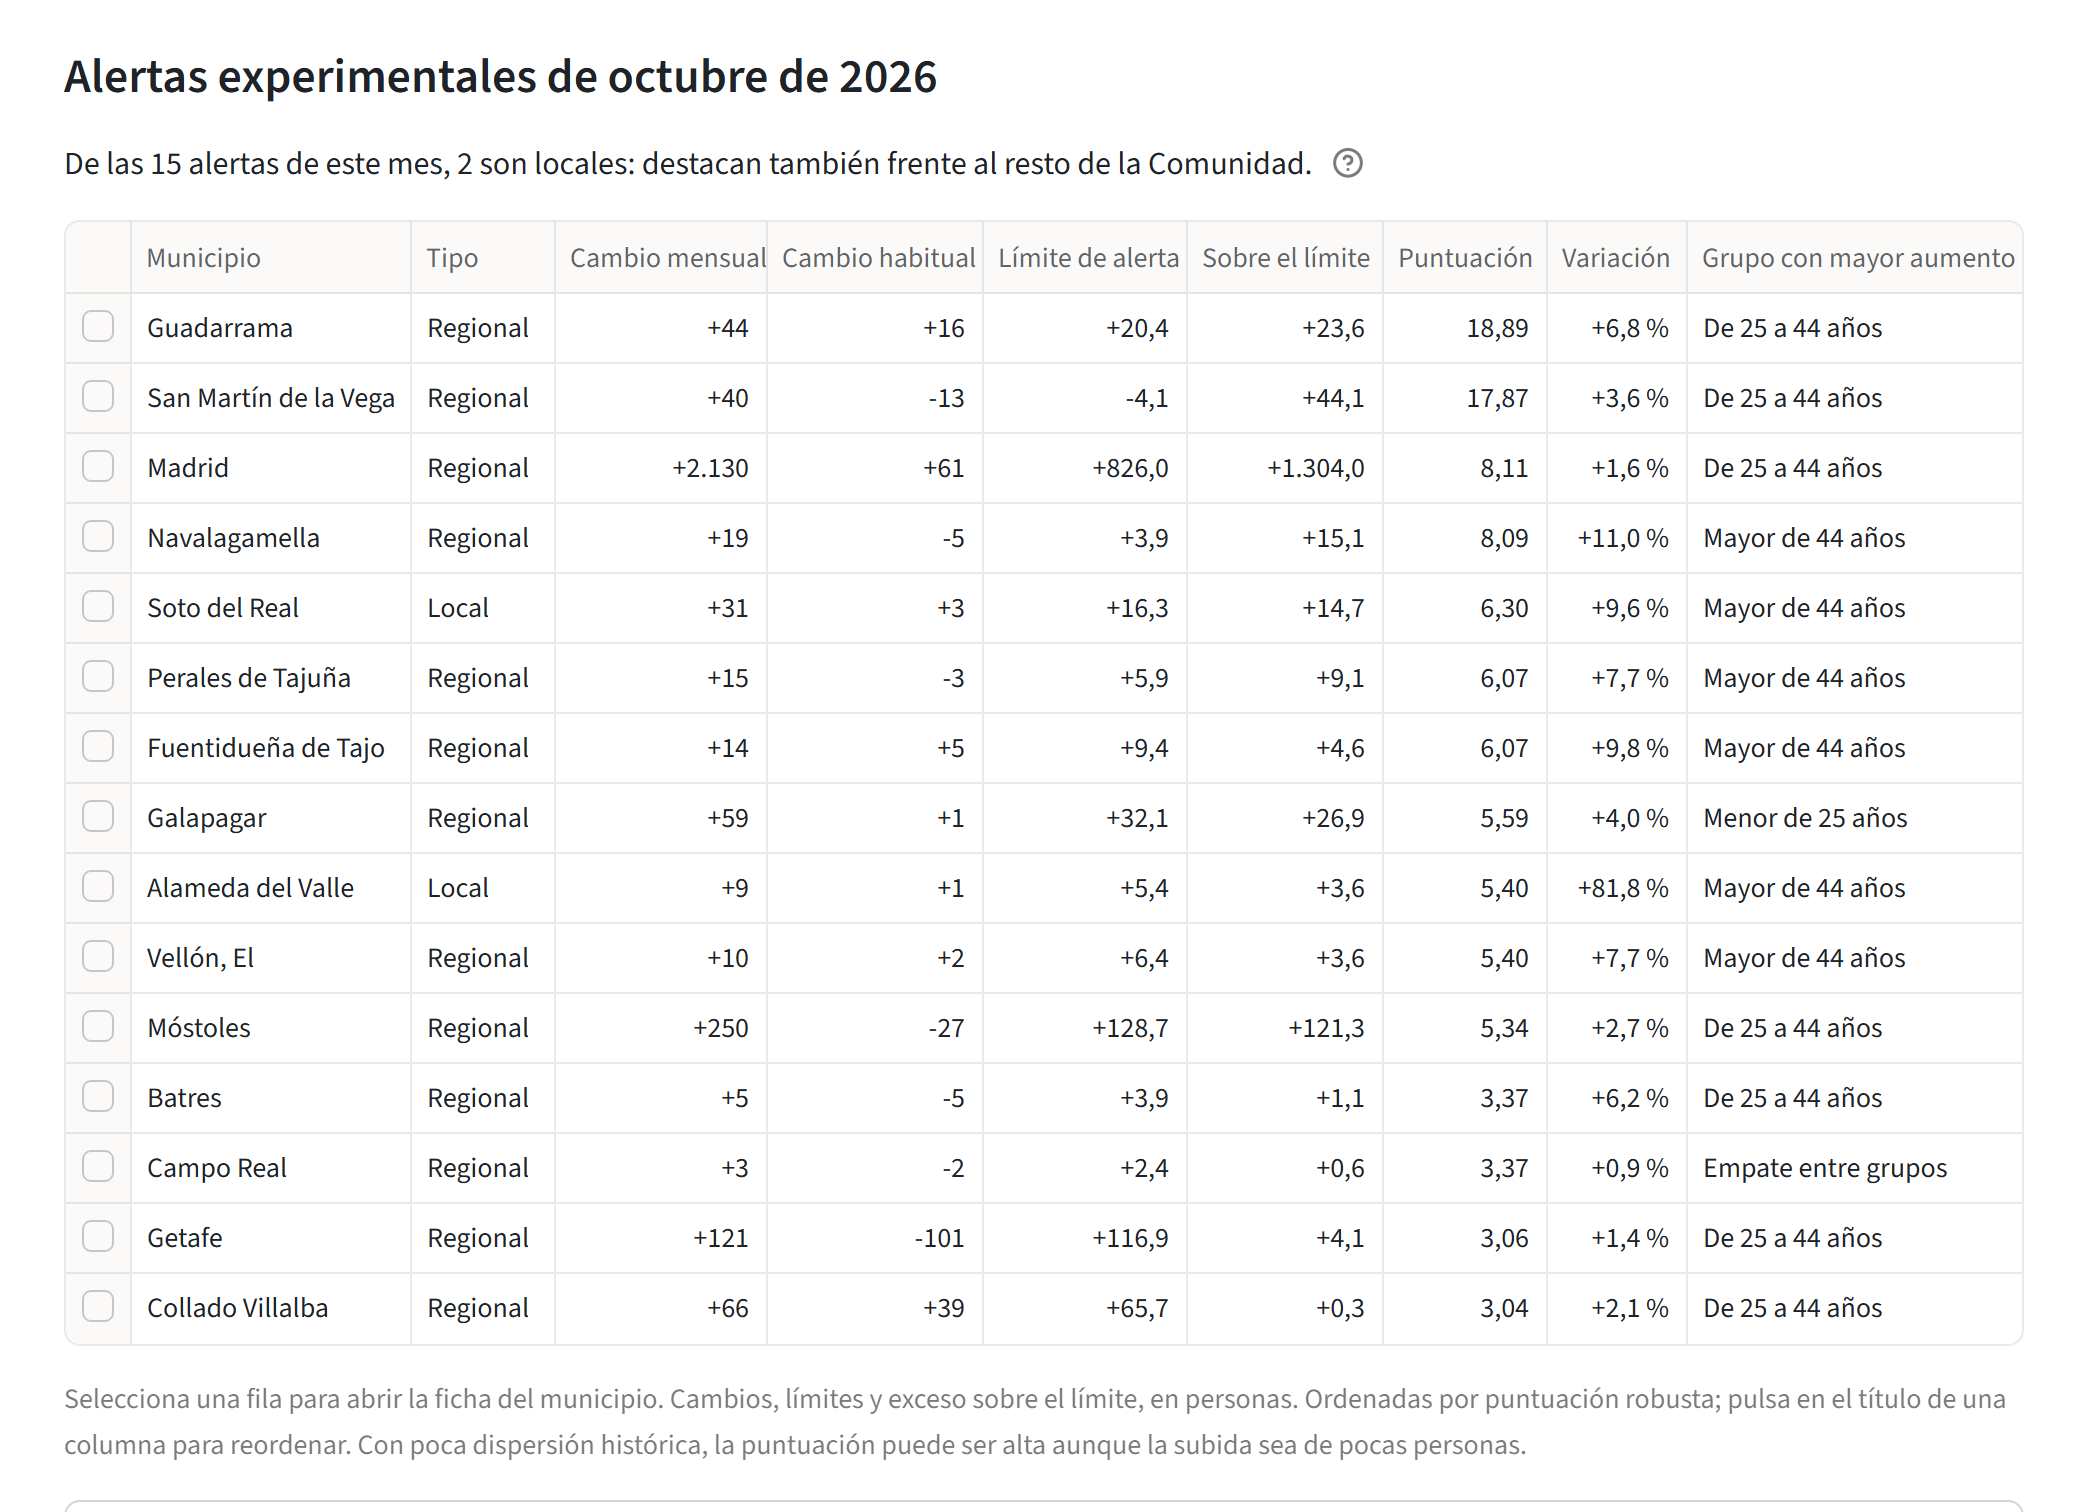 Alertas experimentales de octubre de 2026
De las 15 alertas de este mes, 2 son locales: destacan también frente al resto de la Comunidad. ?
Municipio Tipo Cambio mensual Cambio habitual Límite de alerta Sobre el límite Puntuación Variación Grupo con mayor aumento
Guadarrama Regional +44 +16 +20,4 +23,6 18,89 +6,8 % De 25 a 44 años
San Martín de la Vega Regional +40 -13 -4,1 +44,1 17,87 +3,6 % De 25 a 44 años
Madrid Regional +2.130 +61 +826,0 +1.304,0 8,11 +1,6 % De 25 a 44 años
Navalagamella Regional +19 -5 +3,9 +15,1 8,09 +11,0 % Mayor de 44 años
Soto del Real Local +31 +3 +16,3 +14,7 6,30 +9,6 % Mayor de 44 años
Perales de Tajuña Regional +15 -3 +5,9 +9,1 6,07 +7,7 % Mayor de 44 años
Fuentidueña de Tajo Regional +14 +5 +9,4 +4,6 6,07 +9,8 % Mayor de 44 años
Galapagar Regional +59 +1 +32,1 +26,9 5,59 +4,0 % Menor de 25 años
Alameda del Valle Local +9 +1 +5,4 +3,6 5,40 +81,8 % Mayor de 44 años
Vellón, El Regional +10 +2 +6,4 +3,6 5,40 +7,7 % Mayor de 44 años
Móstoles Regional +250 -27 +128,7 +121,3 5,34 +2,7 % De 25 a 44 años
Batres Regional +5 -5 +3,9 +1,1 3,37 +6,2 % De 25 a 44 años
Campo Real Regional +3 -2 +2,4 +0,6 3,37 +0,9 % Empate entre grupos
Getafe Regional +121 -101 +116,9 +4,1 3,06 +1,4 % De 25 a 44 años
Collado Villalba Regional +66 +39 +65,7 +0,3 3,04 +2,1 % De 25 a 44 años
Selecciona una fila para abrir la ficha del municipio. Cambios, límites y exceso sobre el límite, en personas. Ordenadas por puntuación robusta; pulsa en el título de una
columna para reordenar. Con poca dispersión histórica, la puntuación puede ser alta aunque la subida sea de pocas personas.